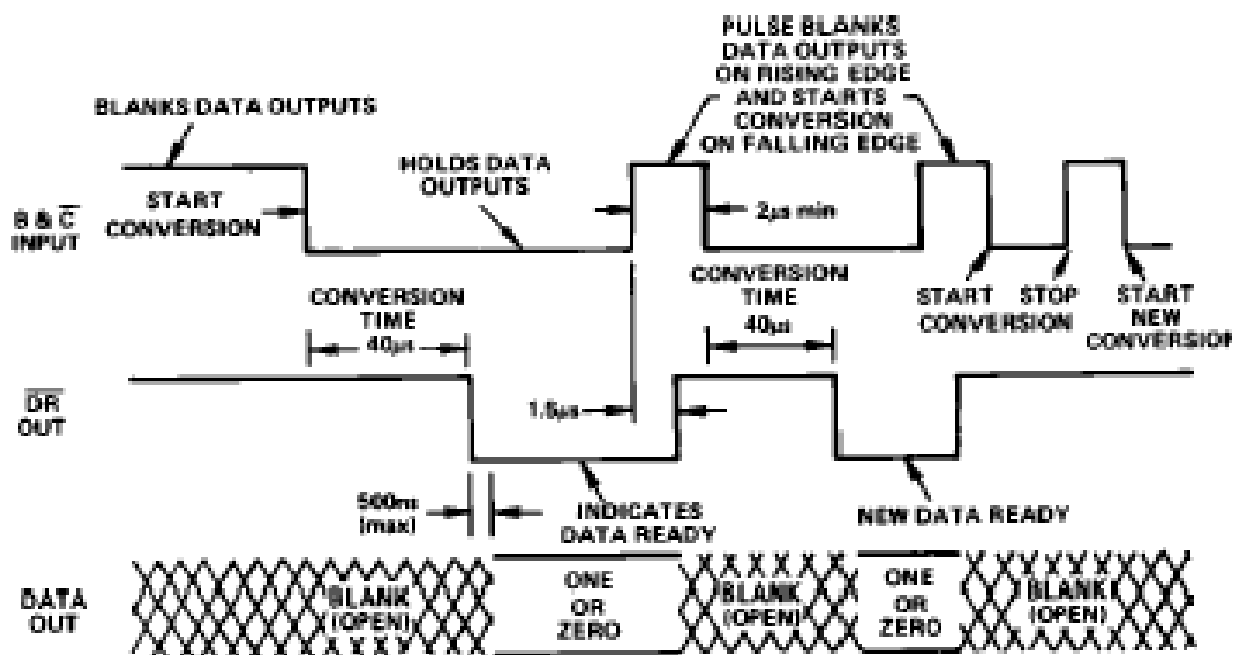 PULSE BLANKS
DATA OUTPUTS
ON RISING EDGE
AND STARTS
CONVERSION
ON FALLING EDGE
BLANKS DATA OUTPUTS
HOLDS DATA
OUTPUTS
START
CONVERSION
B & C̅
INPUT
2µs min
CONVERSION
TIME
40µs
CONVERSION
TIME
40µs
START
CONVERSION
STOP
START
NEW
CONVERSION
D̅R̅
OUT
1.5µs
500ns
(max)
INDICATES
DATA READY
NEW DATA READY
DATA
OUT
BLANK
(OPEN)
ONE
OR
ZERO
BLANK
(OPEN)
ONE
OR
ZERO
BLANK
(OPEN)